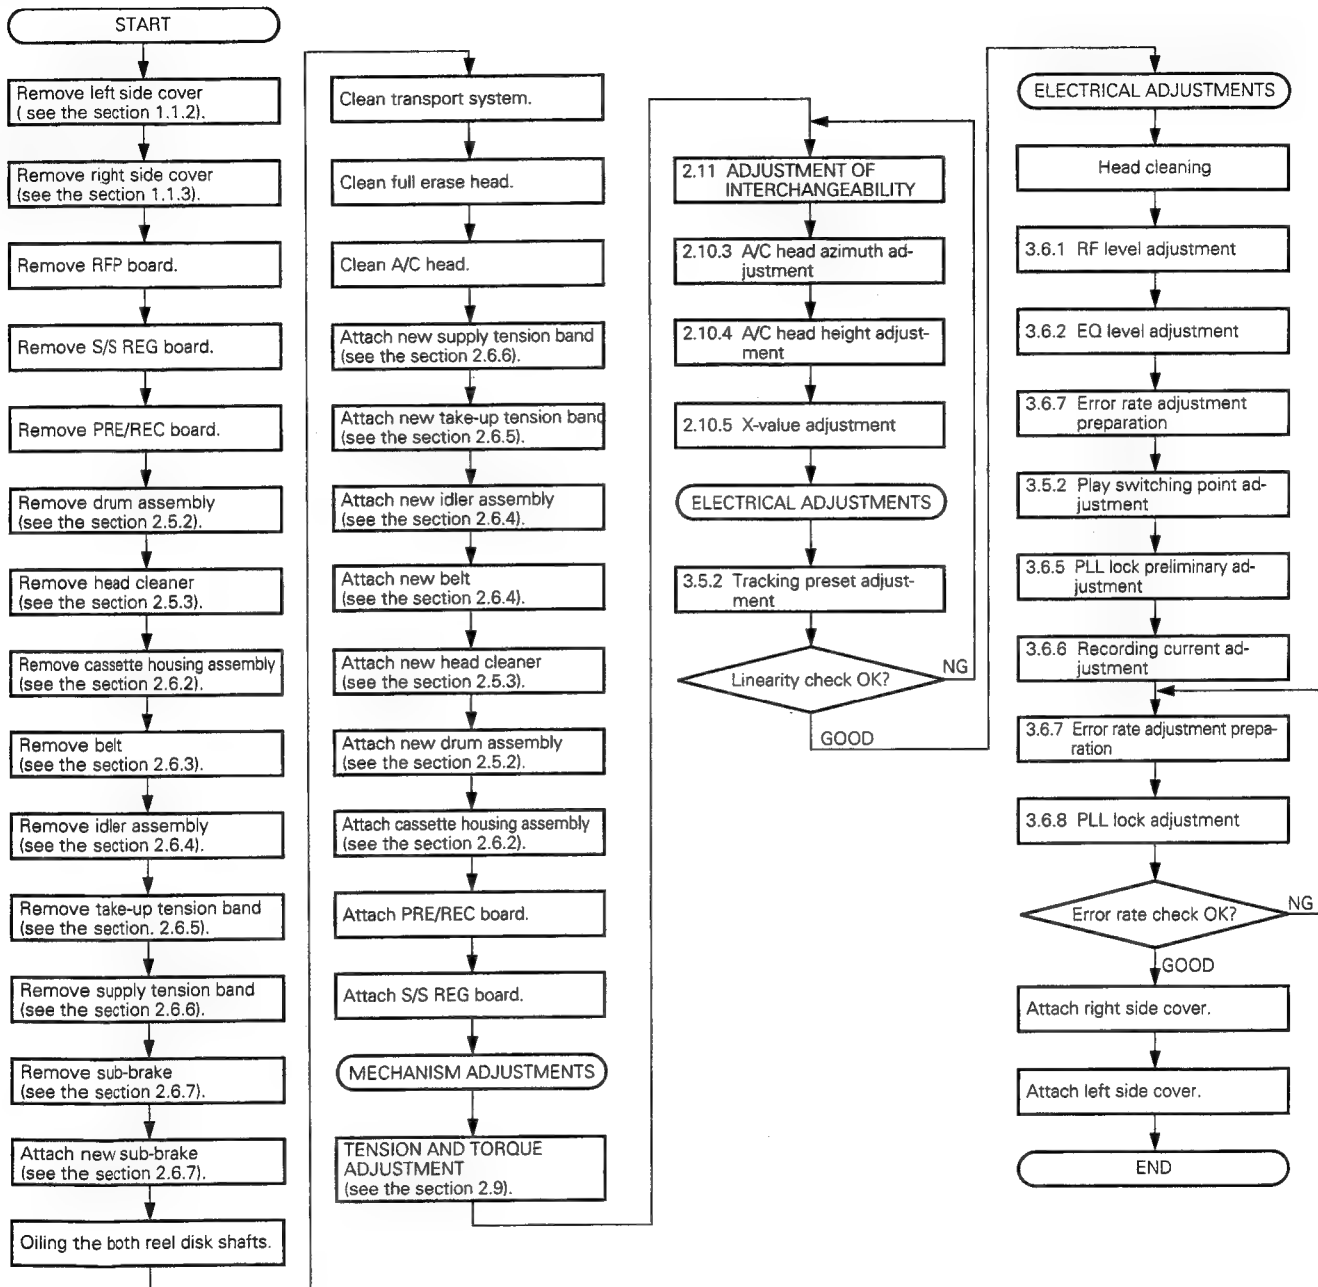 START
Remove left side cover
( see the section 1.1.2).
Remove right side cover
(see the section 1.1.3).
Remove RFP board.
Remove S/S REG board.
Remove PRE/REC board.
Remove drum assembly
(see the section 2.5.2).
Remove head cleaner
(see the section 2.5.3).
Remove cassette housing assembly
(see the section 2.6.2).
Remove belt
(see the section 2.6.3).
Remove idler assembly
(see the section 2.6.4).
Remove take-up tension band
(see the section. 2.6.5).
Remove supply tension band
(see the section 2.6.6).
Remove sub-brake
(see the section 2.6.7).
Attach new sub-brake
(see the section 2.6.7).
Oiling the both reel disk shafts.
Clean transport system.
Clean full erase head.
Clean A/C head.
Attach new supply tension band
(see the section 2.6.6).
Attach new take-up tension band
(see the section 2.6.5).
Attach new idler assembly
(see the section 2.6.4).
Attach new belt
(see the section 2.6.4).
Attach new head cleaner
(see the section 2.5.3).
Attach new drum assembly
(see the section 2.5.2).
Attach cassette housing assembly
(see the section 2.6.2).
Attach PRE/REC board.
Attach S/S REG board.
MECHANISM ADJUSTMENTS
TENSION AND TORQUE
ADJUSTMENT
(see the section 2.9).
2.11 ADJUSTMENT OF
INTERCHANGEABILITY
2.10.3 A/C head azimuth ad-
justment
2.10.4 A/C head height adjust-
ment
2.10.5 X-value adjustment
ELECTRICAL ADJUSTMENTS
3.5.2 Tracking preset adjust-
ment
Linearity check OK?
NG
GOOD
ELECTRICAL ADJUSTMENTS
Head cleaning
3.6.1 RF level adjustment
3.6.2 EQ level adjustment
3.6.7 Error rate adjustment
preparation
3.5.2 Play switching point ad-
justment
3.6.5 PLL lock preliminary ad-
justment
3.6.6 Recording current ad-
justment
3.6.7 Error rate adjustment prepa-
ration
3.6.8 PLL lock adjustment
Error rate check OK?
NG
GOOD
Attach right side cover.
Attach left side cover.
END